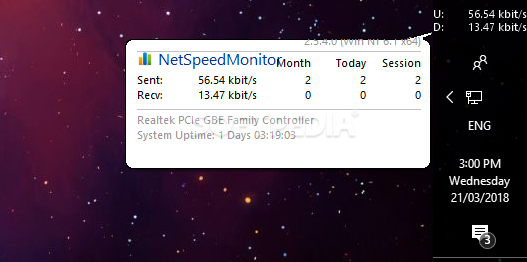 U: 56.54 kbit/s
D: 13.47 kbit/s
2.5.4.0 (Win NT 6.1 x64)
NetSpeedMonitor Month Today Session
Sent: 56.54 kbit/s 2 2 2
Recv: 13.47 kbit/s 0 0 0
Realtek PCIe GBE Family Controller
System Uptime: 1 Days 03:19:03
SOFTPEDIA®
ENG
3:00 PM
Wednesday
21/03/2018
3